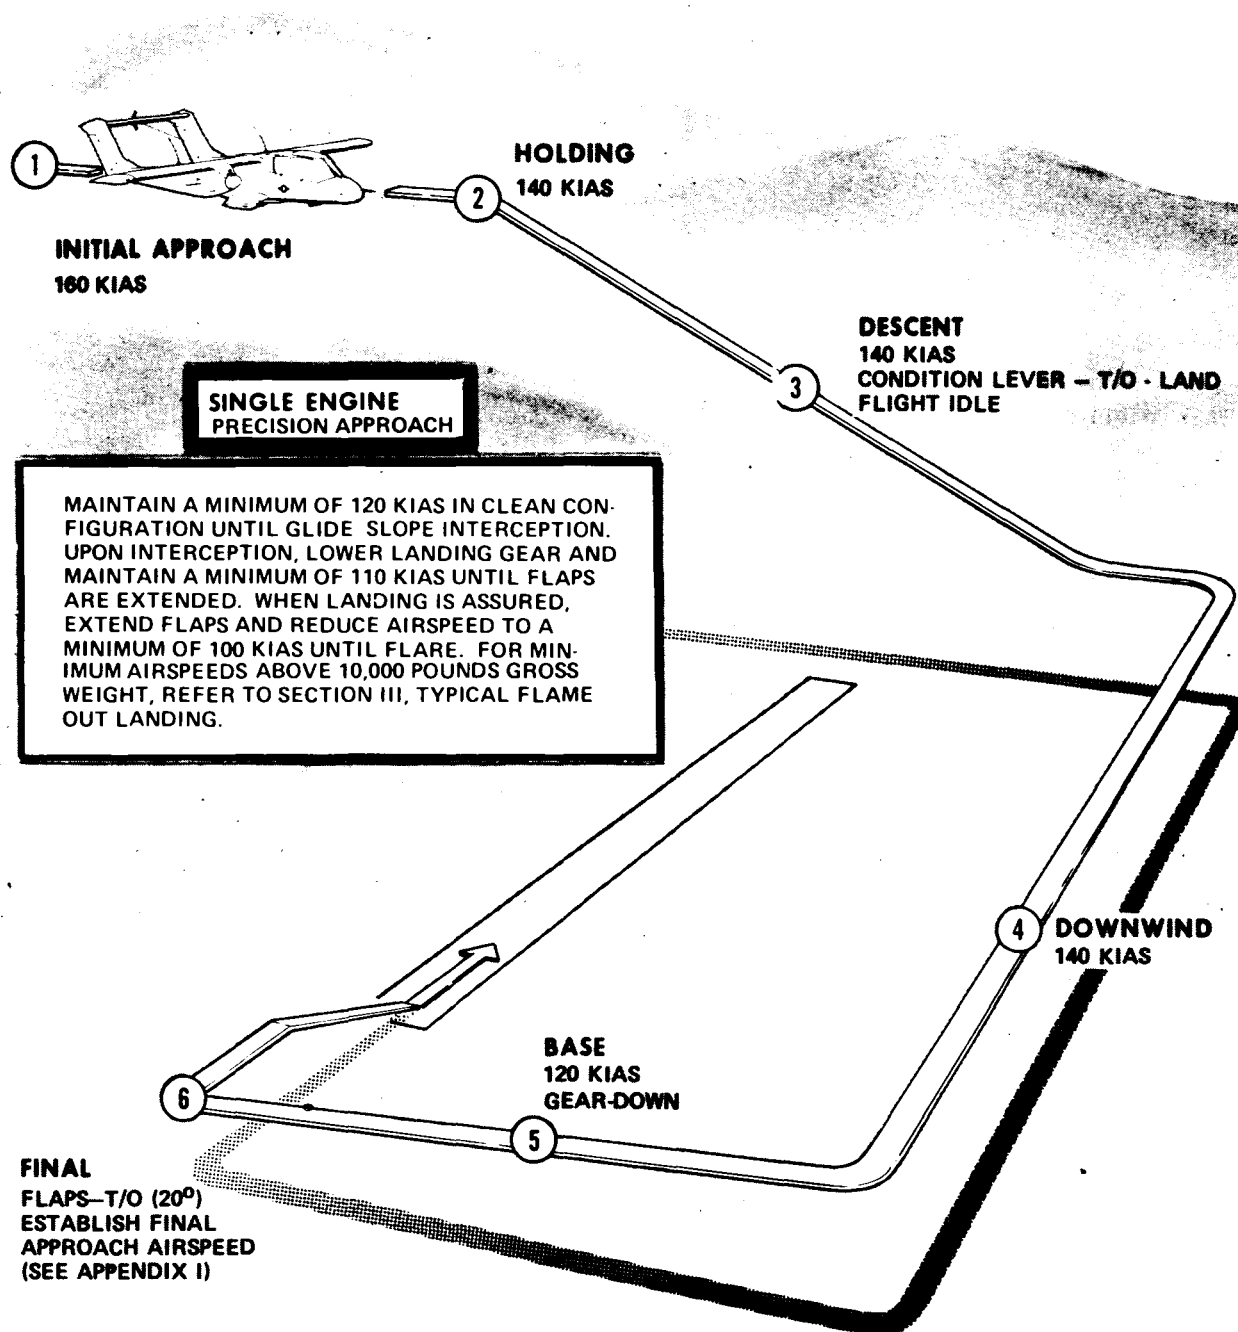 1
INITIAL APPROACH
160 KIAS
2
HOLDING
140 KIAS
3
DESCENT
140 KIAS
CONDITION LEVER – T/O - LAND
FLIGHT IDLE
SINGLE ENGINE
PRECISION APPROACH
MAINTAIN A MINIMUM OF 120 KIAS IN CLEAN CON-
FIGURATION UNTIL GLIDE SLOPE INTERCEPTION.
UPON INTERCEPTION, LOWER LANDING GEAR AND
MAINTAIN A MINIMUM OF 110 KIAS UNTIL FLAPS
ARE EXTENDED. WHEN LANDING IS ASSURED,
EXTEND FLAPS AND REDUCE AIRSPEED TO A
MINIMUM OF 100 KIAS UNTIL FLARE. FOR MIN-
IMUM AIRSPEEDS ABOVE 10,000 POUNDS GROSS
WEIGHT, REFER TO SECTION III, TYPICAL FLAME
OUT LANDING.
4
DOWNWIND
140 KIAS
BASE
120 KIAS
GEAR-DOWN
5
6
FINAL
FLAPS–T/O (20°)
ESTABLISH FINAL
APPROACH AIRSPEED
(SEE APPENDIX I)